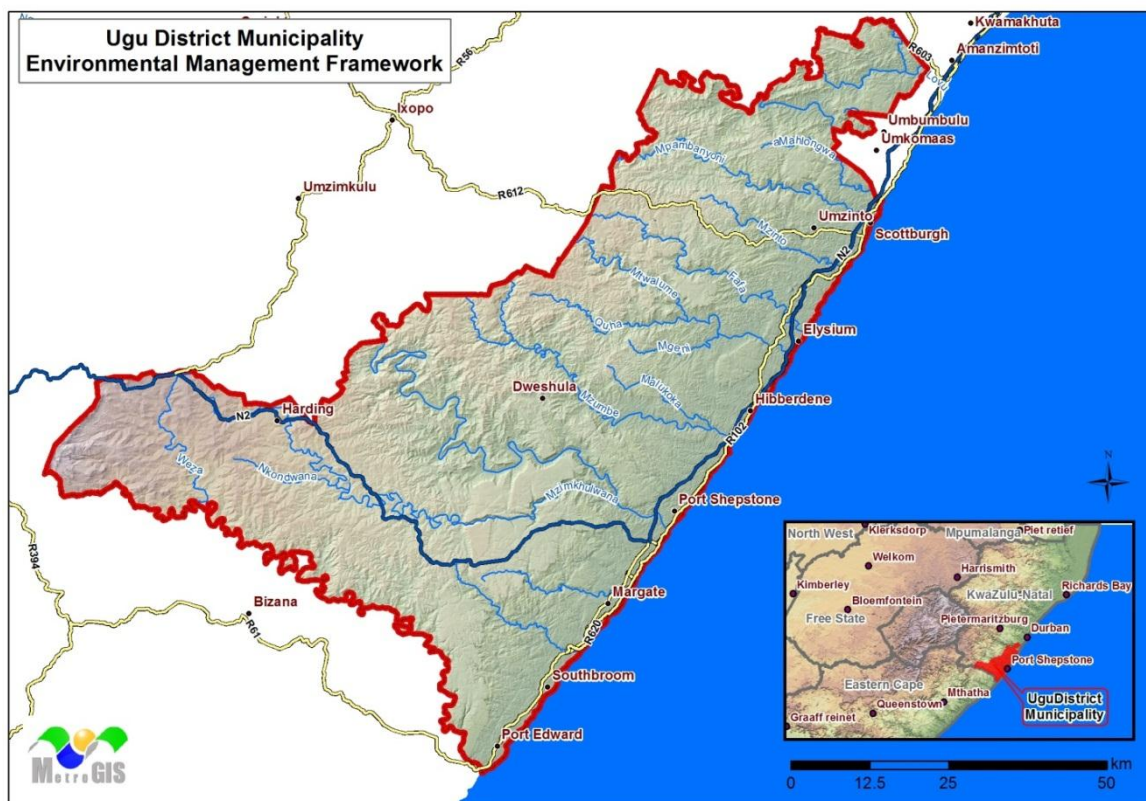 Ugu District Municipality
Environmental Management Framework
Kwamakhuta
R603
Amanzimtoti
R56
Ixopo
Umbumbulu
Umkomaas
aMahlongwa
Mpambanyoni
Umzimkulu
R612
Umzinto
Mzinto
Scottburgh
N2
Fafa
Mtwalume
Quha
Elysium
Mgeni
Malukoka
Dweshula
Mzumbe
Hibberdene
N2
Harding
R102
Weza
Nkondwana
Mzimkhulwana
Port Shepstone
R394
Margate
Bizana
R61
R620
Southbroom
Port Edward
N
North West
Klerksdorp
Mpumalanga
Piet retief
Welkom
Harrismith
Kimberley
KwaZulu-Natal
Richards Bay
Bloemfontein
Free State
Pietermaritzburg
Durban
Port Shepstone
Eastern Cape
Mthatha
Queenstown
UguDistrict
Municipality
Graaff reinet
MetroGIS
km
0 12.5 25 50